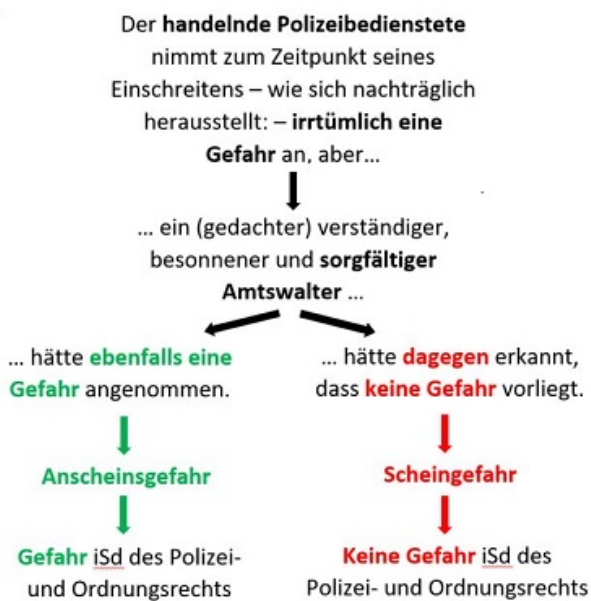 Der handelnde Polizeibedienstete
nimmt zum Zeitpunkt seines
Einschreitens – wie sich nachträglich
herausstellt: – irrtümlich eine
Gefahr an, aber...
... ein (gedachter) verständiger,
besonnener und sorgfältiger
Amtswalter ...
... hätte ebenfalls eine
Gefahr angenommen.
... hätte dagegen erkannt,
dass keine Gefahr vorliegt.
Anscheinsgefahr
Scheingefahr
Gefahr iSd des Polizei-
und Ordnungsrechts
Keine Gefahr iSd des
Polizei- und Ordnungsrechts